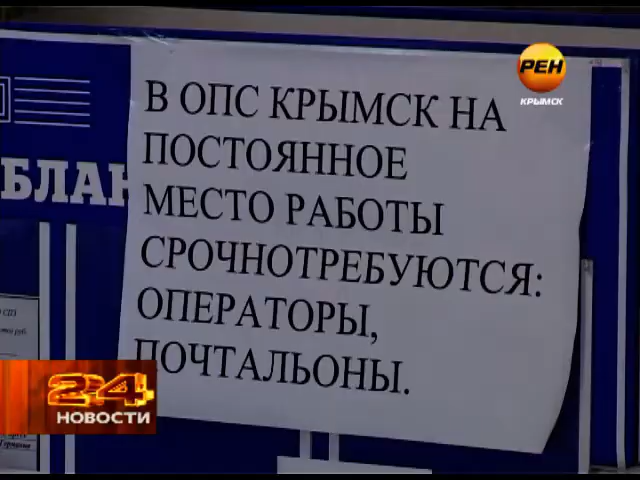 РЕН
КРЫМСК
БЛАН
В ОПС КРЫМСК НА
ПОСТОЯННОЕ
МЕСТО РАБОТЫ
СРОЧНОТРЕБУЮТСЯ:
ОПЕРАТОРЫ,
ПОЧТАЛЬОНЫ.
24
НОВОСТИ